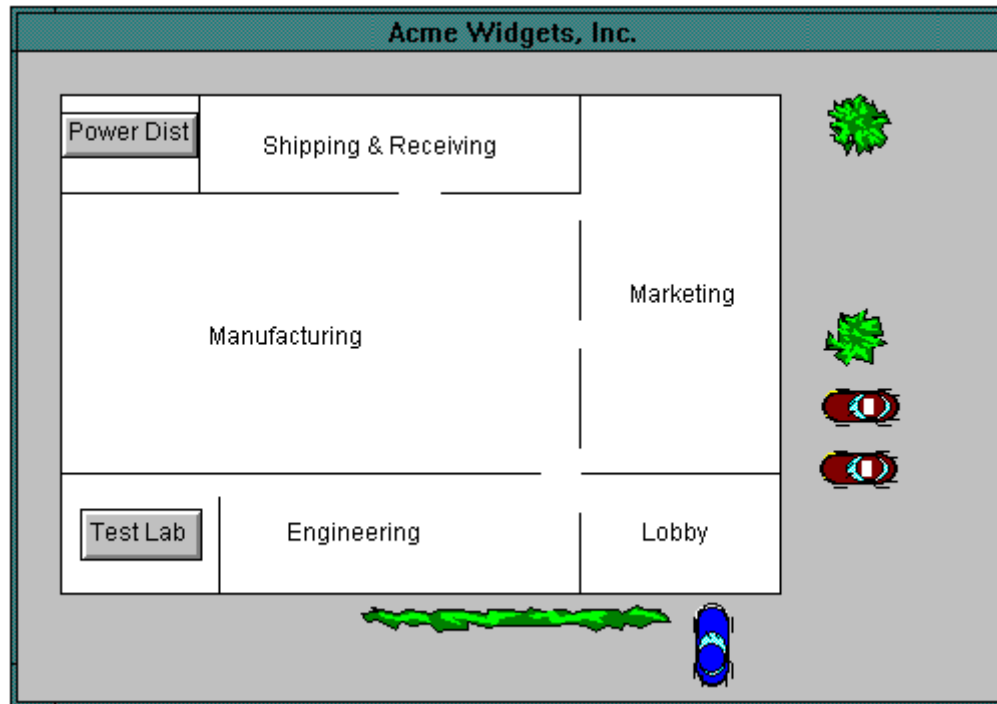 Acme Widgets, Inc.
Power Dist
Shipping & Receiving
Marketing
Manufacturing
Test Lab
Engineering
Lobby